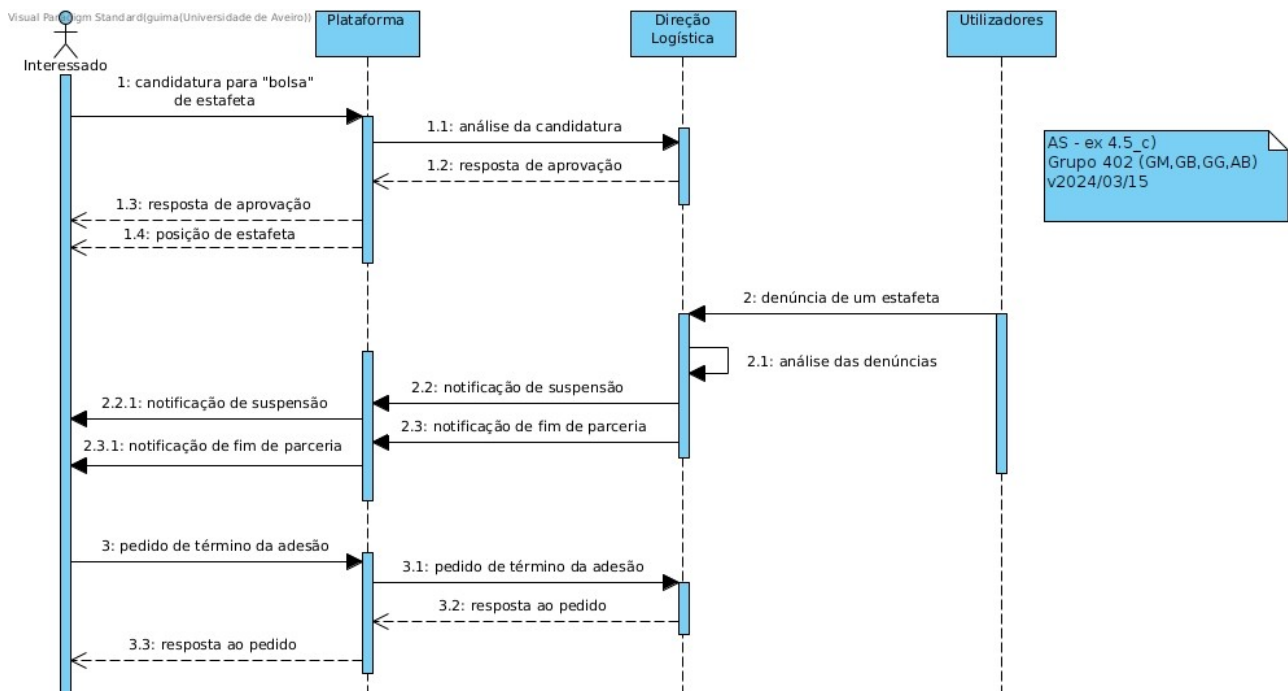 Visual Paradigm Standard(guima(Universidade de Aveiro))
Interessado
Plataforma
Direção
Logística
Utilizadores
1: candidatura para "bolsa"
de estafeta
1.1: análise da candidatura
1.2: resposta de aprovação
1.3: resposta de aprovação
1.4: posição de estafeta
AS - ex 4.5_c)
Grupo 402 (GM,GB,GG,AB)
v2024/03/15
2: denúncia de um estafeta
2.1: análise das denúncias
2.2: notificação de suspensão
2.2.1: notificação de suspensão
2.3: notificação de fim de parceria
2.3.1: notificação de fim de parceria
3: pedido de término da adesão
3.1: pedido de término da adesão
3.2: resposta ao pedido
3.3: resposta ao pedido